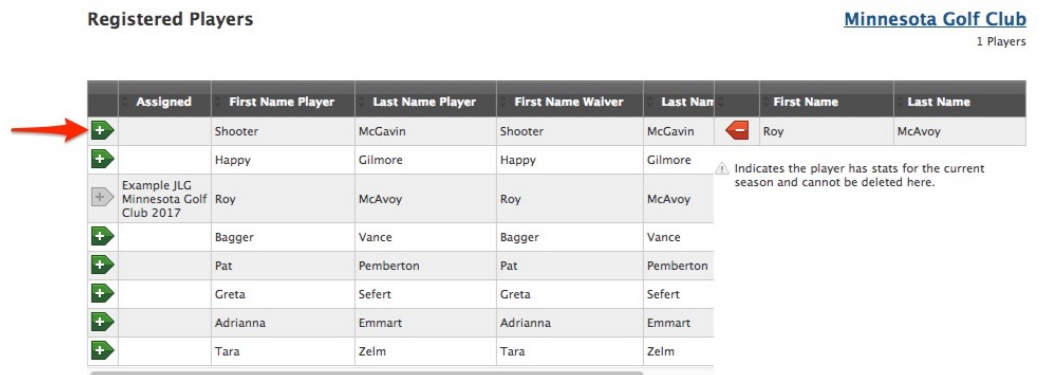 Registered Players
Minnesota Golf Club
1 Players
Assigned First Name Player Last Name Player First Name Waiver Last Nam First Name Last Name
Shooter McGavin Shooter McGavin Roy McAvoy
Happy Gilmore Happy Gilmore
Indicates the player has stats for the current
season and cannot be deleted here.
Example JLG
Minnesota Golf Roy McAvoy Roy McAvoy
Club 2017
Bagger Vance Bagger Vance
Pat Pemberton Pat Pemberton
Greta Sefert Greta Sefert
Adrianna Emmart Adrianna Emmart
Tara Zelm Tara Zelm